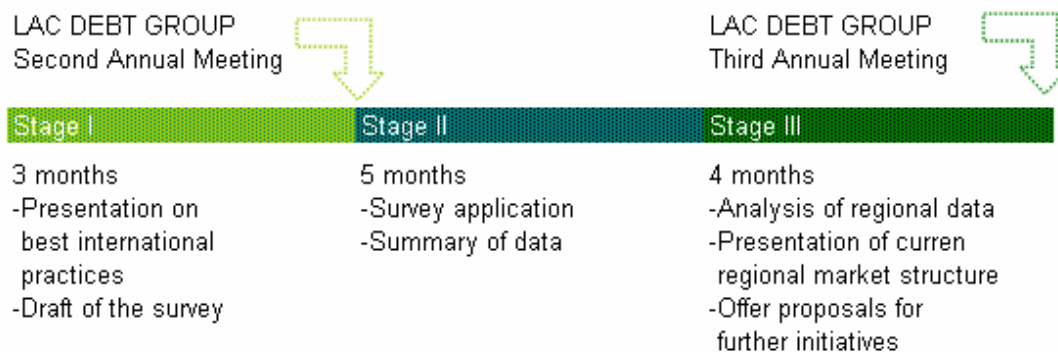 LAC DEBT GROUP
Second Annual Meeting
LAC DEBT GROUP
Third Annual Meeting
Stage I
Stage II
Stage III
3 months
-Presentation on
best international
practices
-Draft of the survey
5 months
-Survey application
-Summary of data
4 months
-Analysis of regional data
-Presentation of curren
regional market structure
-Offer proposals for
further initiatives